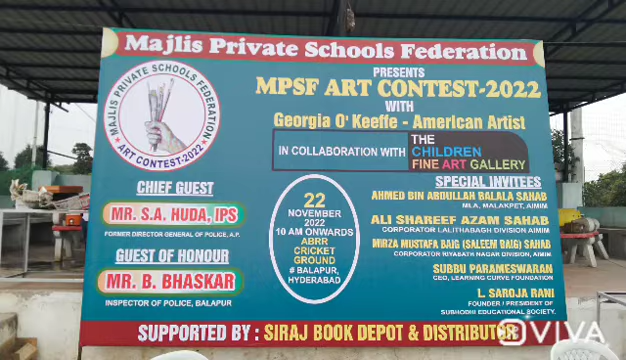 Majlis Private Schools Federation
PRESENTS
MPSF ART CONTEST-2022
WITH
Georgia O' Keeffe - American Artist
MAJLIS PRIVATE SCHOOLS FEDERATION
ART CONTEST-2022
IN COLLABORATION WITH
THE
CHILDREN
FINE ART GALLERY
CHIEF GUEST
MR. S.A. HUDA, IPS
FORMER DIRECTOR GENERAL OF POLICE, A.P.
GUEST OF HONOUR
MR. B. BHASKAR
INSPECTOR OF POLICE, BALAPUR
22
NOVEMBER
2022
10 AM ONWARDS
ABRR
CRICKET
GROUND
# BALAPUR,
HYDERABAD
SPECIAL INVITEES
AHMED BIN ABDULLAH BALALA SAHAB
MLA, MALAKPET, AIMIM
ALI SHAREEF AZAM SAHAB
CORPORATOR LALITHABAGH DIVISION AIMIM
MIRZA MUSTAFA BAIG (SALEEM BAIG) SAHAB
CORPORATOR RIYASATH NAGAR DIVISION, AIMIM.
SUBBU PARAMESWARAN
CEO, LEARNING CURVE FOUNDATION
L. SAROJA RANI
FOUNDER / PRESIDENT OF
SUBHODHI EDUCATIONAL SOCIETY.
SUPPORTED BY : SIRAJ BOOK DEPOT & DISTRIBUTOR
VIVA